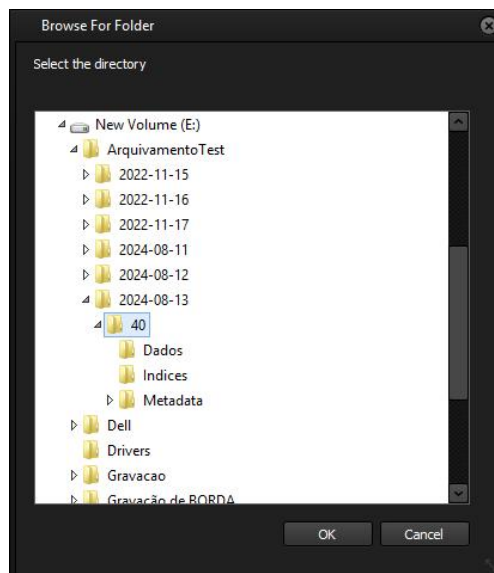 Browse For Folder
Select the directory
New Volume (E:)
ArquivamentoTest
2022-11-15
2022-11-16
2022-11-17
2024-08-11
2024-08-12
2024-08-13
40
Dados
Indices
Metadata
Dell
Drivers
Gravacao
Gravação de BORDA
OK Cancel